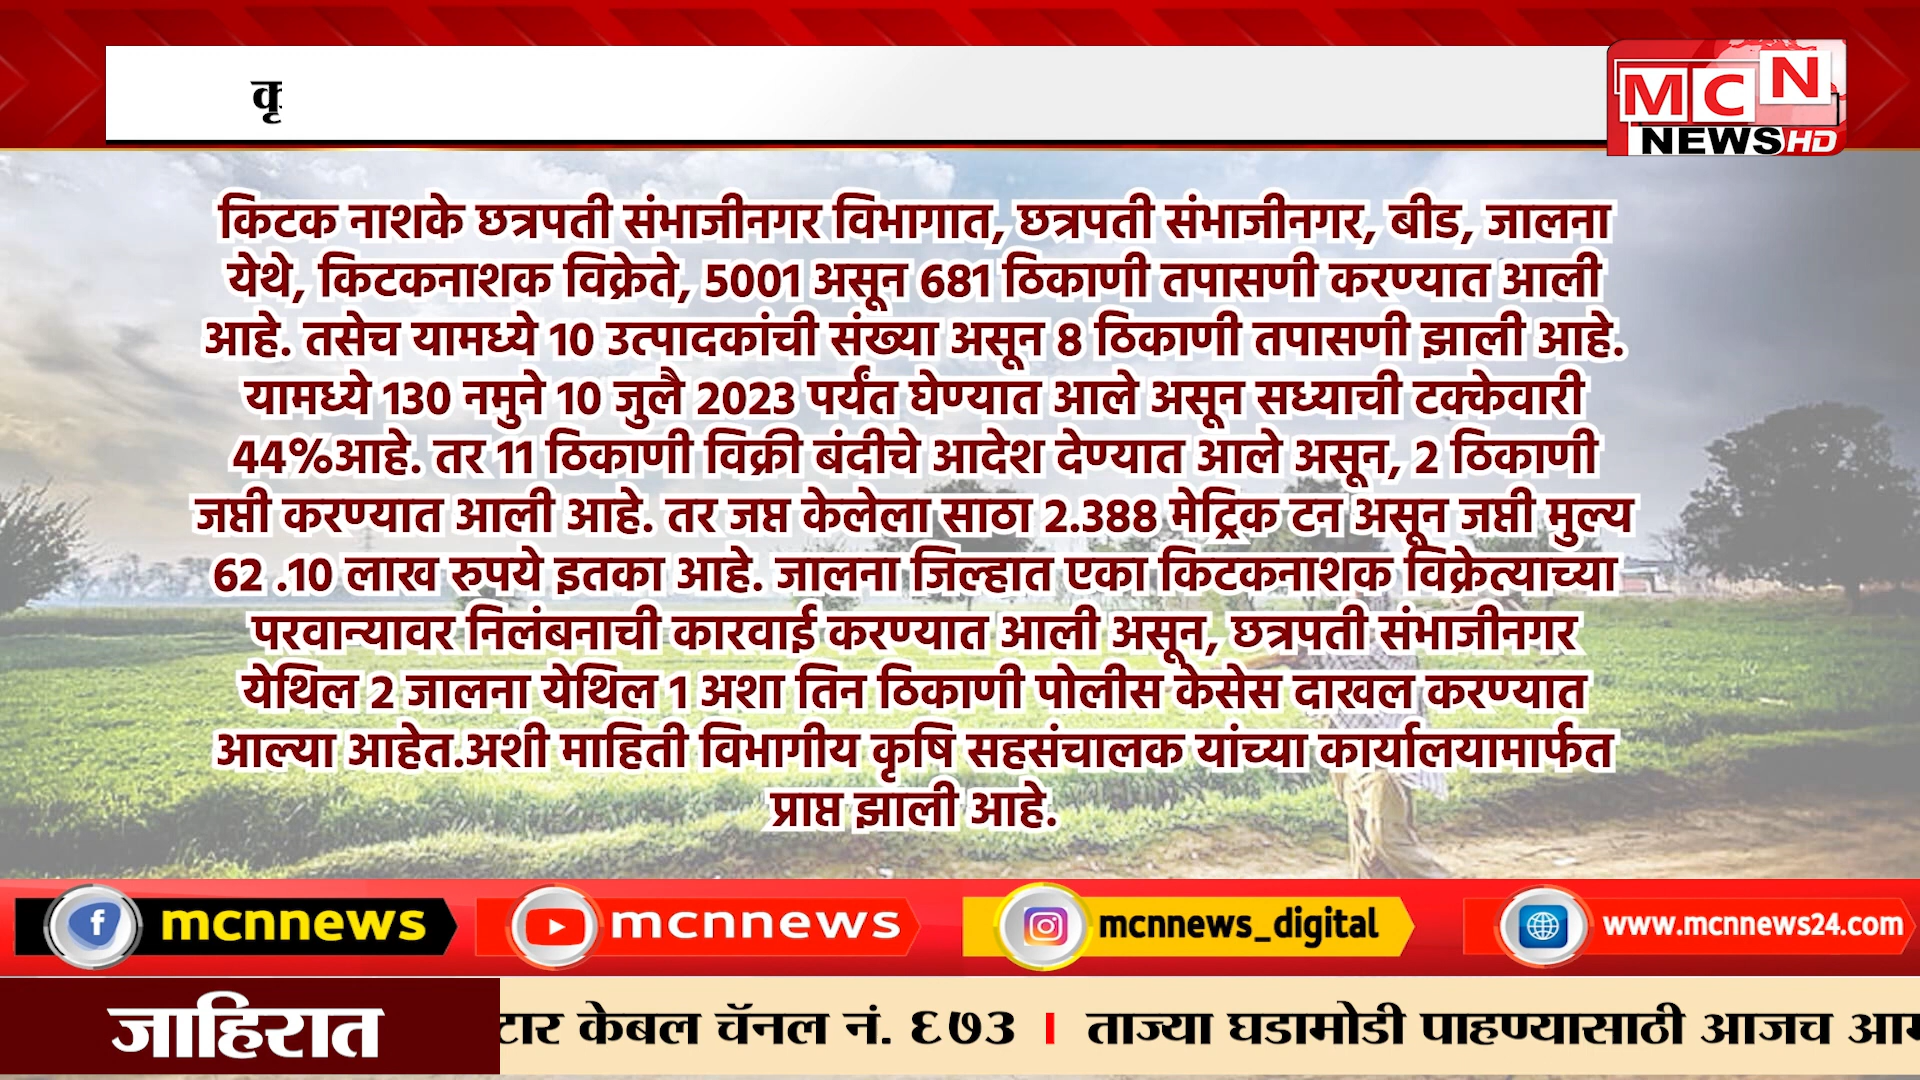 MCN
NEWS HD
किटक नाशके छत्रपती संभाजीनगर विभागात, छत्रपती संभाजीनगर, बीड, जालना
येथे, किटकनाशक विक्रेते, 5001 असून 681 ठिकाणी तपासणी करण्यात आली
आहे. तसेच यामध्ये 10 उत्पादकांची संख्या असून 8 ठिकाणी तपासणी झाली आहे.
यामध्ये 130 नमुने 10 जुलै 2023 पर्यंत घेण्यात आले असून सध्याची टक्केवारी
44%आहे. तर 11 ठिकाणी विक्री बंदीचे आदेश देण्यात आले असून, 2 ठिकाणी
जप्ती करण्यात आली आहे. तर जप्त केलेला साठा 2.388 मेट्रिक टन असून जप्ती मुल्य
62 .10 लाख रुपये इतका आहे. जालना जिल्हात एका किटकनाशक विक्रेत्याच्या
परवान्यावर निलंबनाची कारवाई करण्यात आली असून, छत्रपती संभाजीनगर
येथिल 2 जालना येथिल 1 अशा तिन ठिकाणी पोलीस केसेस दाखल करण्यात
आल्या आहेत.अशी माहिती विभागीय कृषि सहसंचालक यांच्या कार्यालयामार्फत
प्राप्त झाली आहे.
mcnnews mcnnews mcnnews_digital www.mcnnews24.com
जाहिरात टार केबल चॅनल नं. ६७३ | ताज्या घडामोडी पाहण्यासाठी आजच